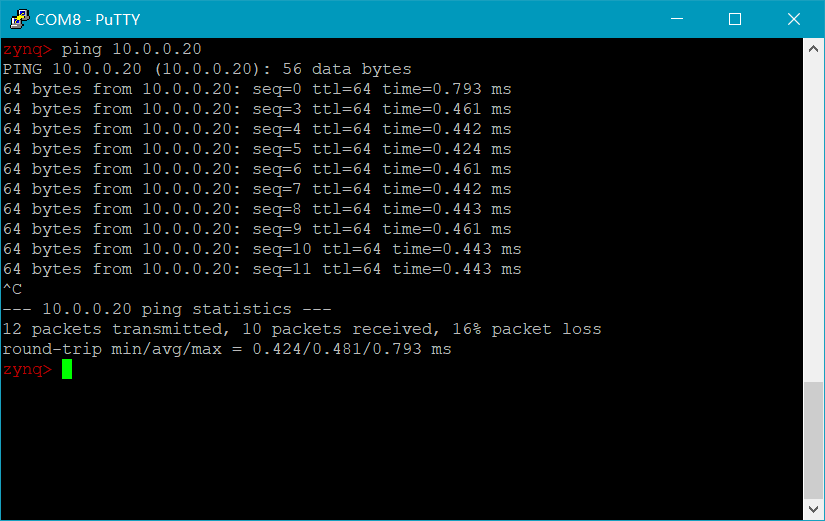 COM8 - PuTTY
zynq> ping 10.0.0.20
PING 10.0.0.20 (10.0.0.20): 56 data bytes
64 bytes from 10.0.0.20: seq=0 ttl=64 time=0.793 ms
64 bytes from 10.0.0.20: seq=3 ttl=64 time=0.461 ms
64 bytes from 10.0.0.20: seq=4 ttl=64 time=0.442 ms
64 bytes from 10.0.0.20: seq=5 ttl=64 time=0.424 ms
64 bytes from 10.0.0.20: seq=6 ttl=64 time=0.461 ms
64 bytes from 10.0.0.20: seq=7 ttl=64 time=0.442 ms
64 bytes from 10.0.0.20: seq=8 ttl=64 time=0.443 ms
64 bytes from 10.0.0.20: seq=9 ttl=64 time=0.461 ms
64 bytes from 10.0.0.20: seq=10 ttl=64 time=0.443 ms
64 bytes from 10.0.0.20: seq=11 ttl=64 time=0.443 ms
^C
--- 10.0.0.20 ping statistics ---
12 packets transmitted, 10 packets received, 16% packet loss
round-trip min/avg/max = 0.424/0.481/0.793 ms
zynq>